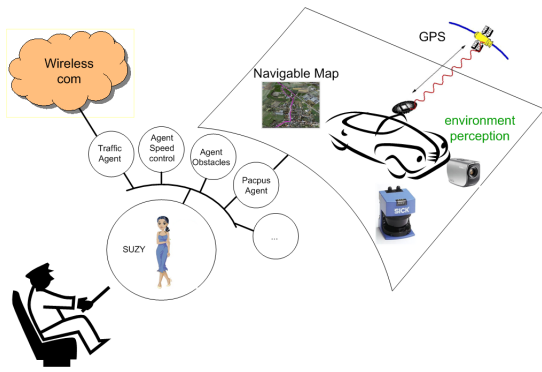 Wireless
com
GPS
Navigable Map
environment
perception
Traffic
Agent
Agent
Speed
control
Agent
Obstacles
Pacpus
Agent
...
SUZY
SICK